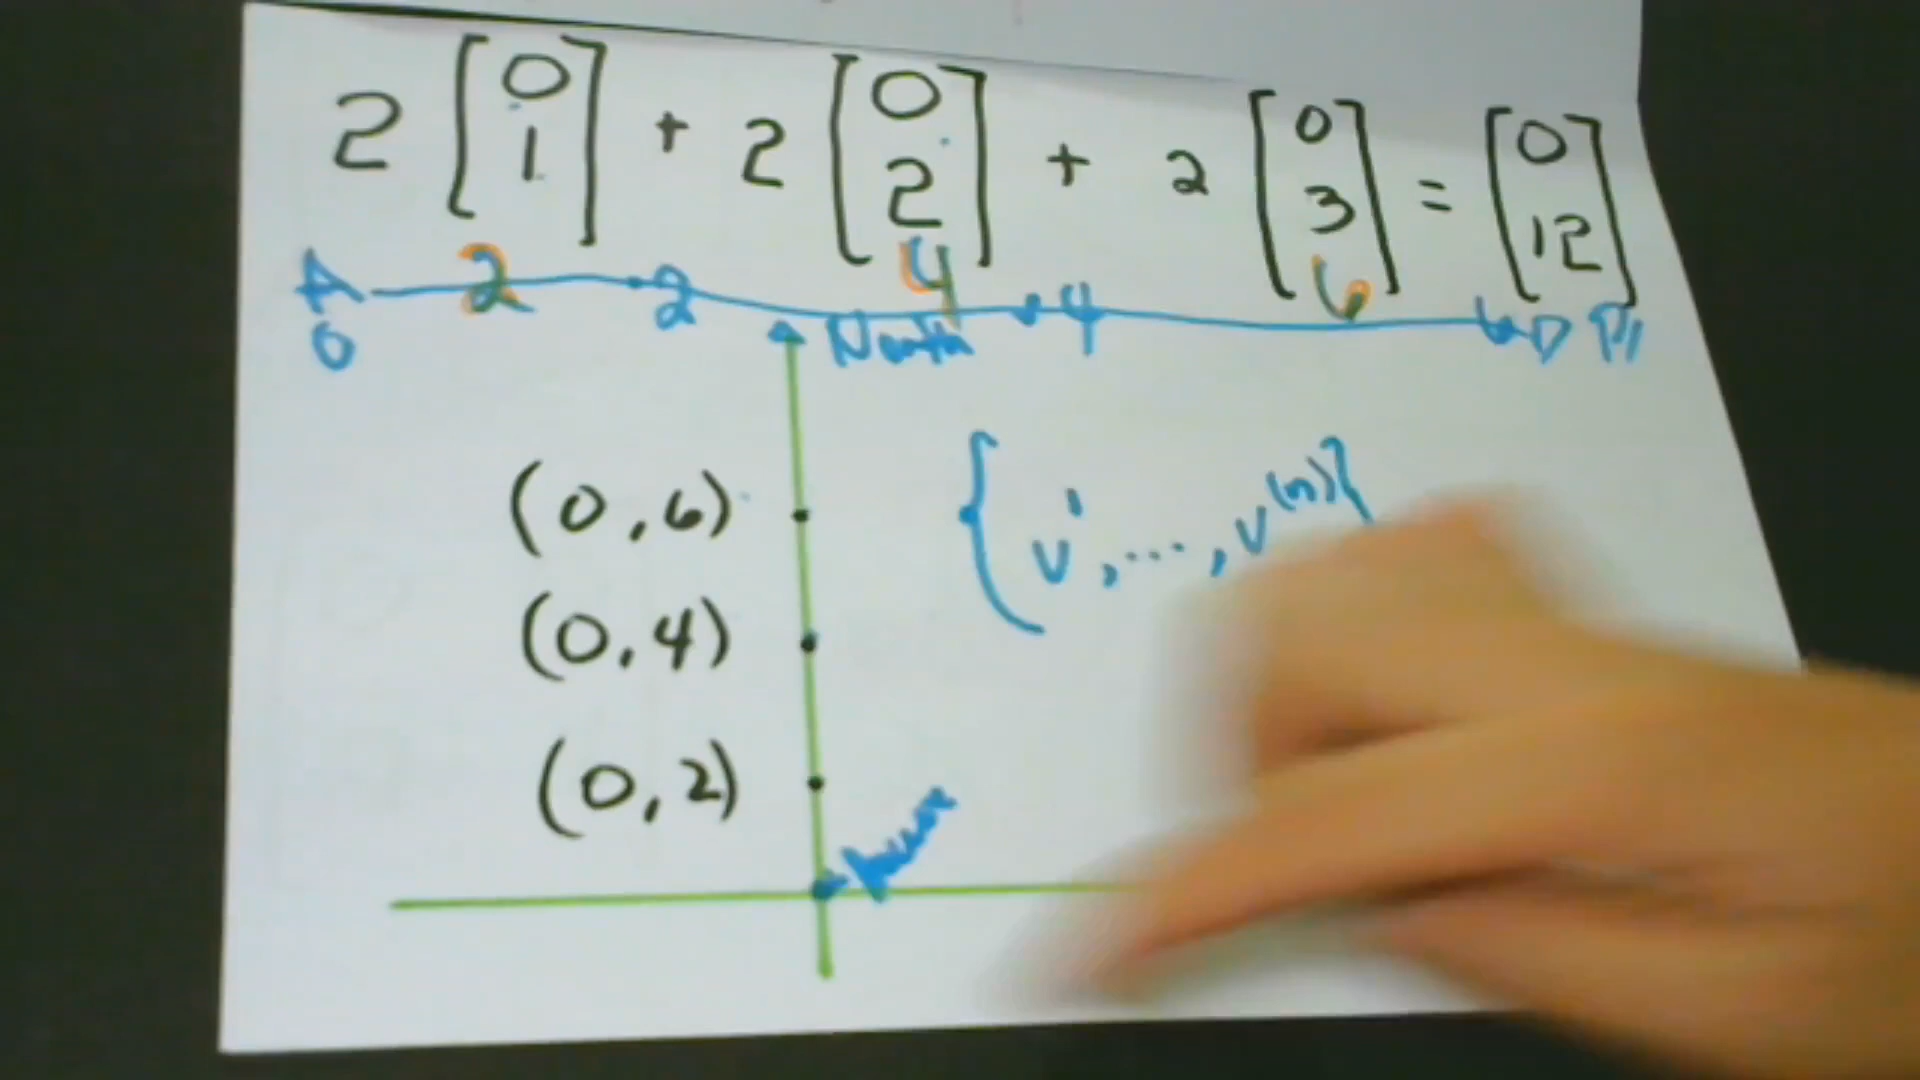 2 [0 1] + 2 [0 2] + 2 [0 3] = [0 12]
A 2 2 4 4 6
0 North
(0,6) {v', ..., v^(n)}
(0,4)
(0,2)